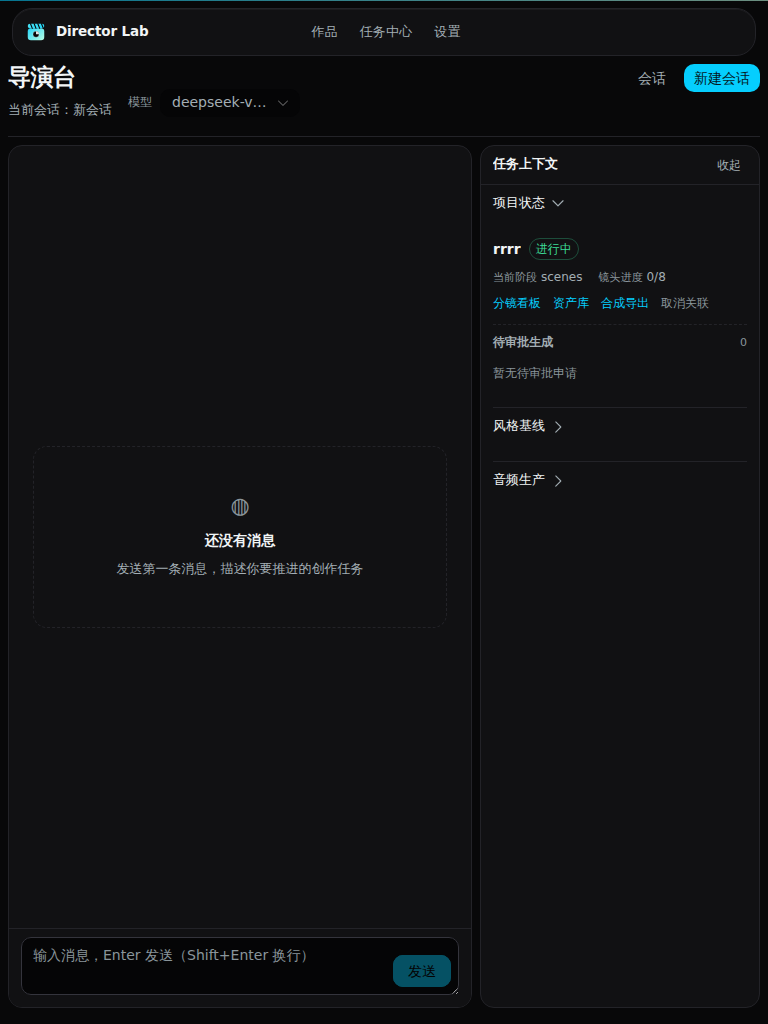 Director Lab
作品
任务中心
设置
导演台
会话
新建会话
当前会话：新会话
模型
deepseek-v...
任务上下文
收起
项目状态
rrrr
进行中
当前阶段 scenes
镜头进度 0/8
分镜看板
资产库
合成导出
取消关联
待审批生成
0
暂无待审批申请
风格基线
音频生产
还没有消息
发送第一条消息，描述你要推进的创作任务
输入消息，Enter 发送（Shift+Enter 换行）
发送